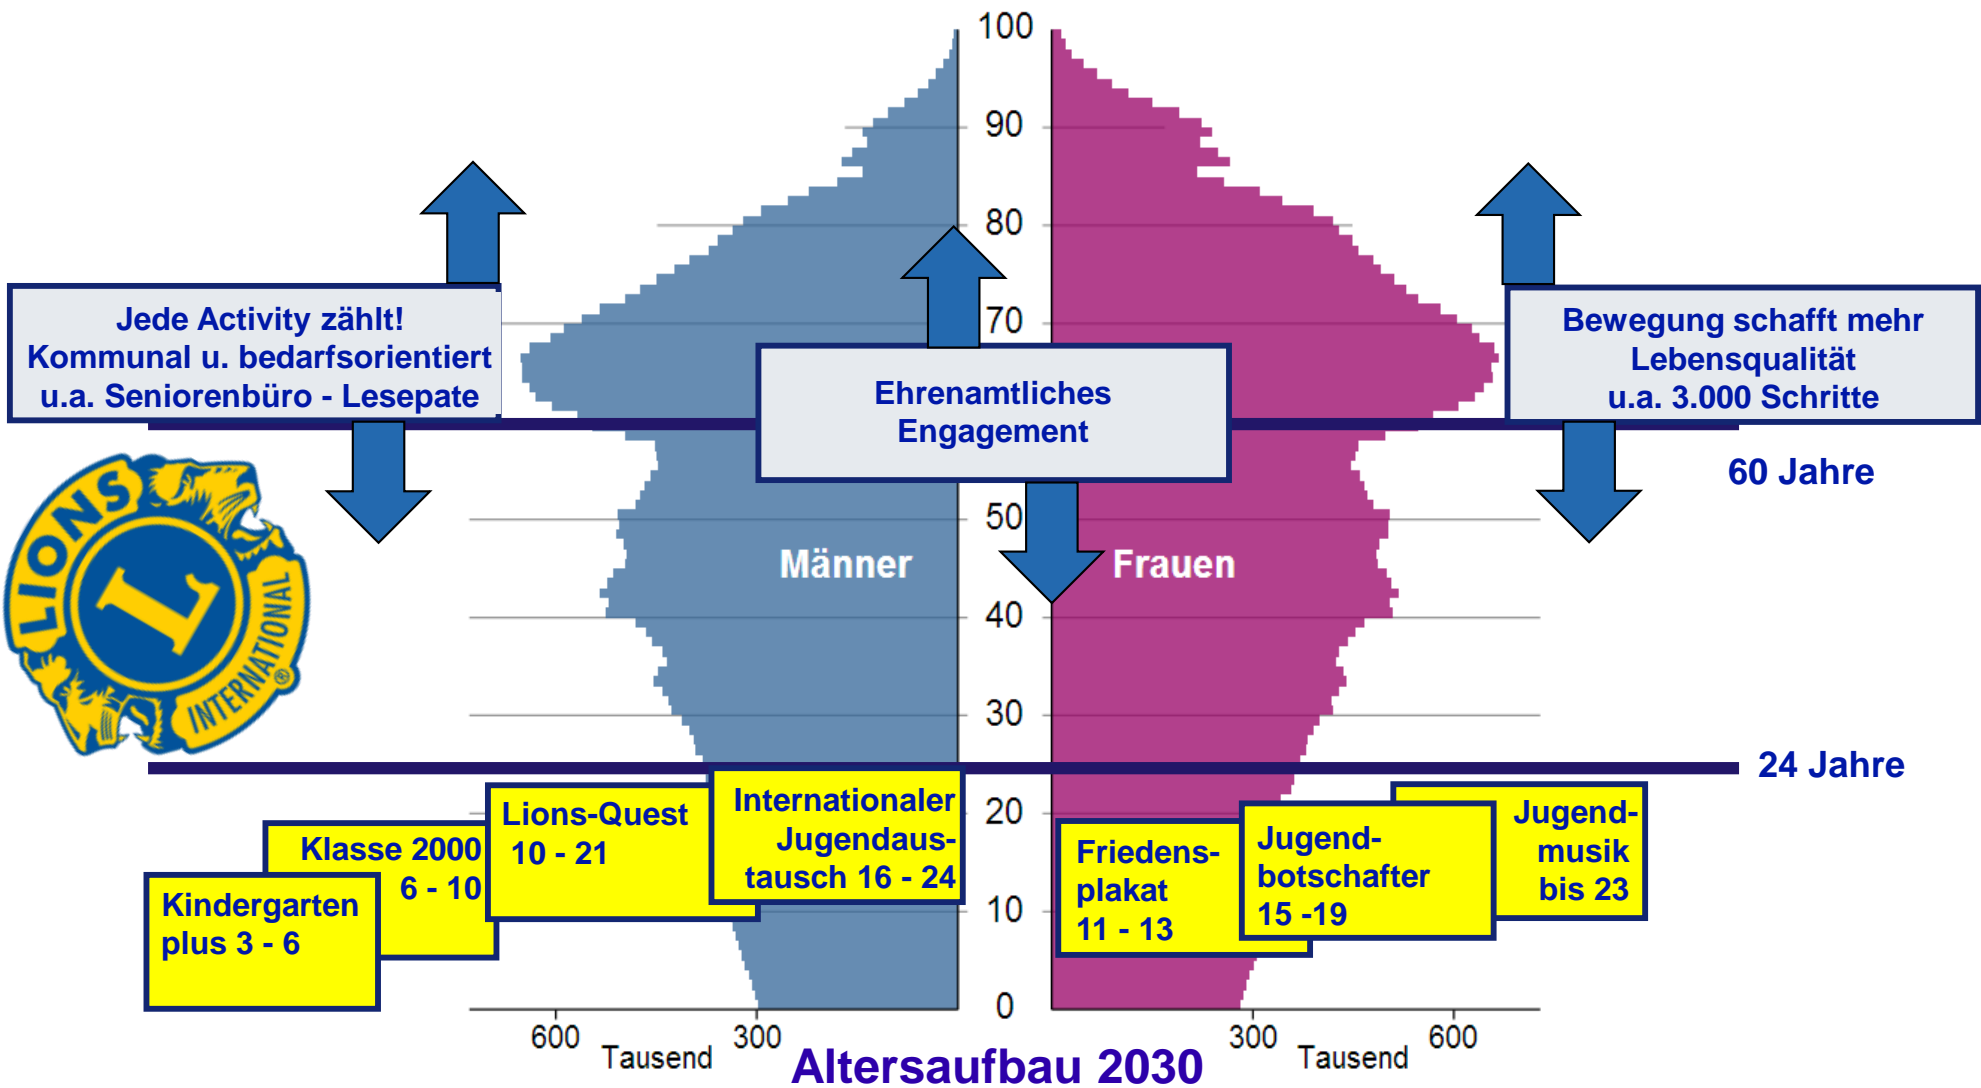 100
90
80
70
50
40
30
20
10
0
Jede Activity zählt!
Kommunal u. bedarfsorientiert
u.a. Seniorenbüro - Lesepate
Ehrenamtliches
Engagement
Bewegung schafft mehr
Lebensqualität
u.a. 3.000 Schritte
60 Jahre
LIONS
L
INTERNATIONAL
®
Männer
Frauen
24 Jahre
Kindergarten
plus 3 - 6
Klasse 2000
6 - 10
Lions-Quest
10 - 21
Internationaler
Jugendaus-
tausch 16 - 24
Friedens-
plakat
11 - 13
Jugend-
botschafter
15 -19
Jugend-
musik
bis 23
600
Tausend
300
300
Tausend
600
Altersaufbau 2030